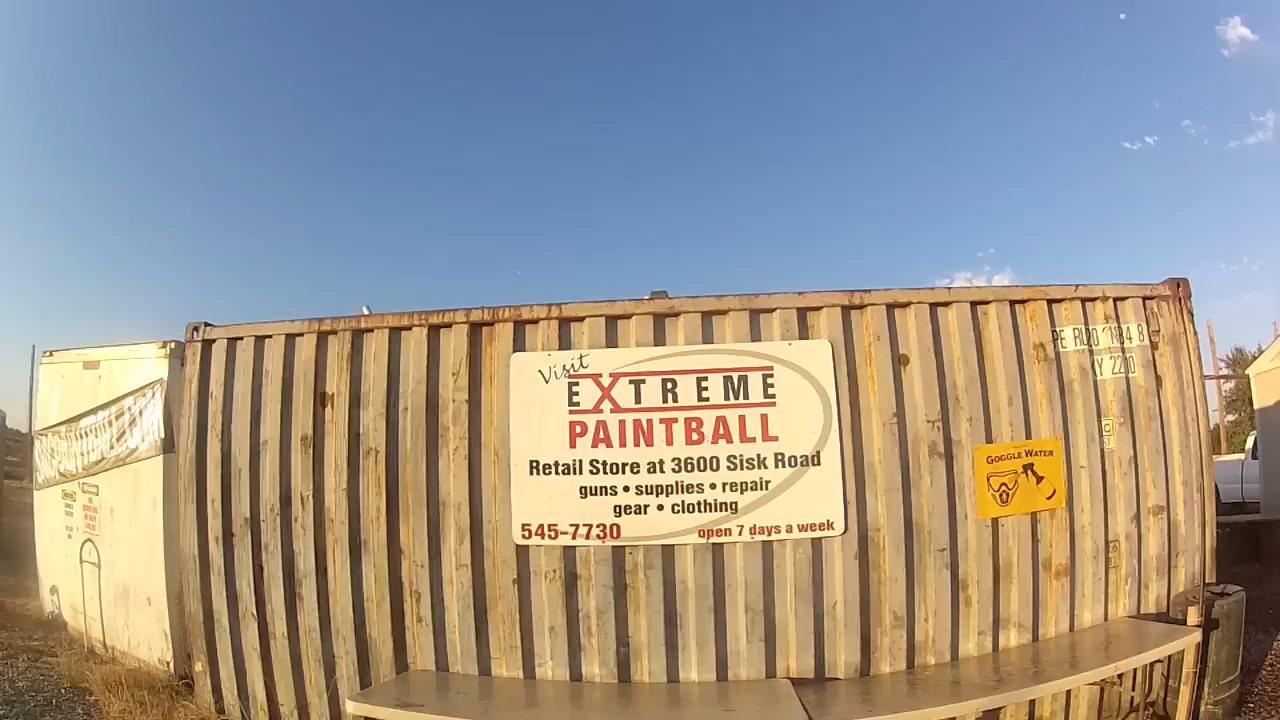 Visit
EXTREME
PAINTBALL
Retail Store at 3600 Sisk Road
guns • supplies • repair
gear • clothing
545-7730 open 7 days a week
GOGGLE WATER